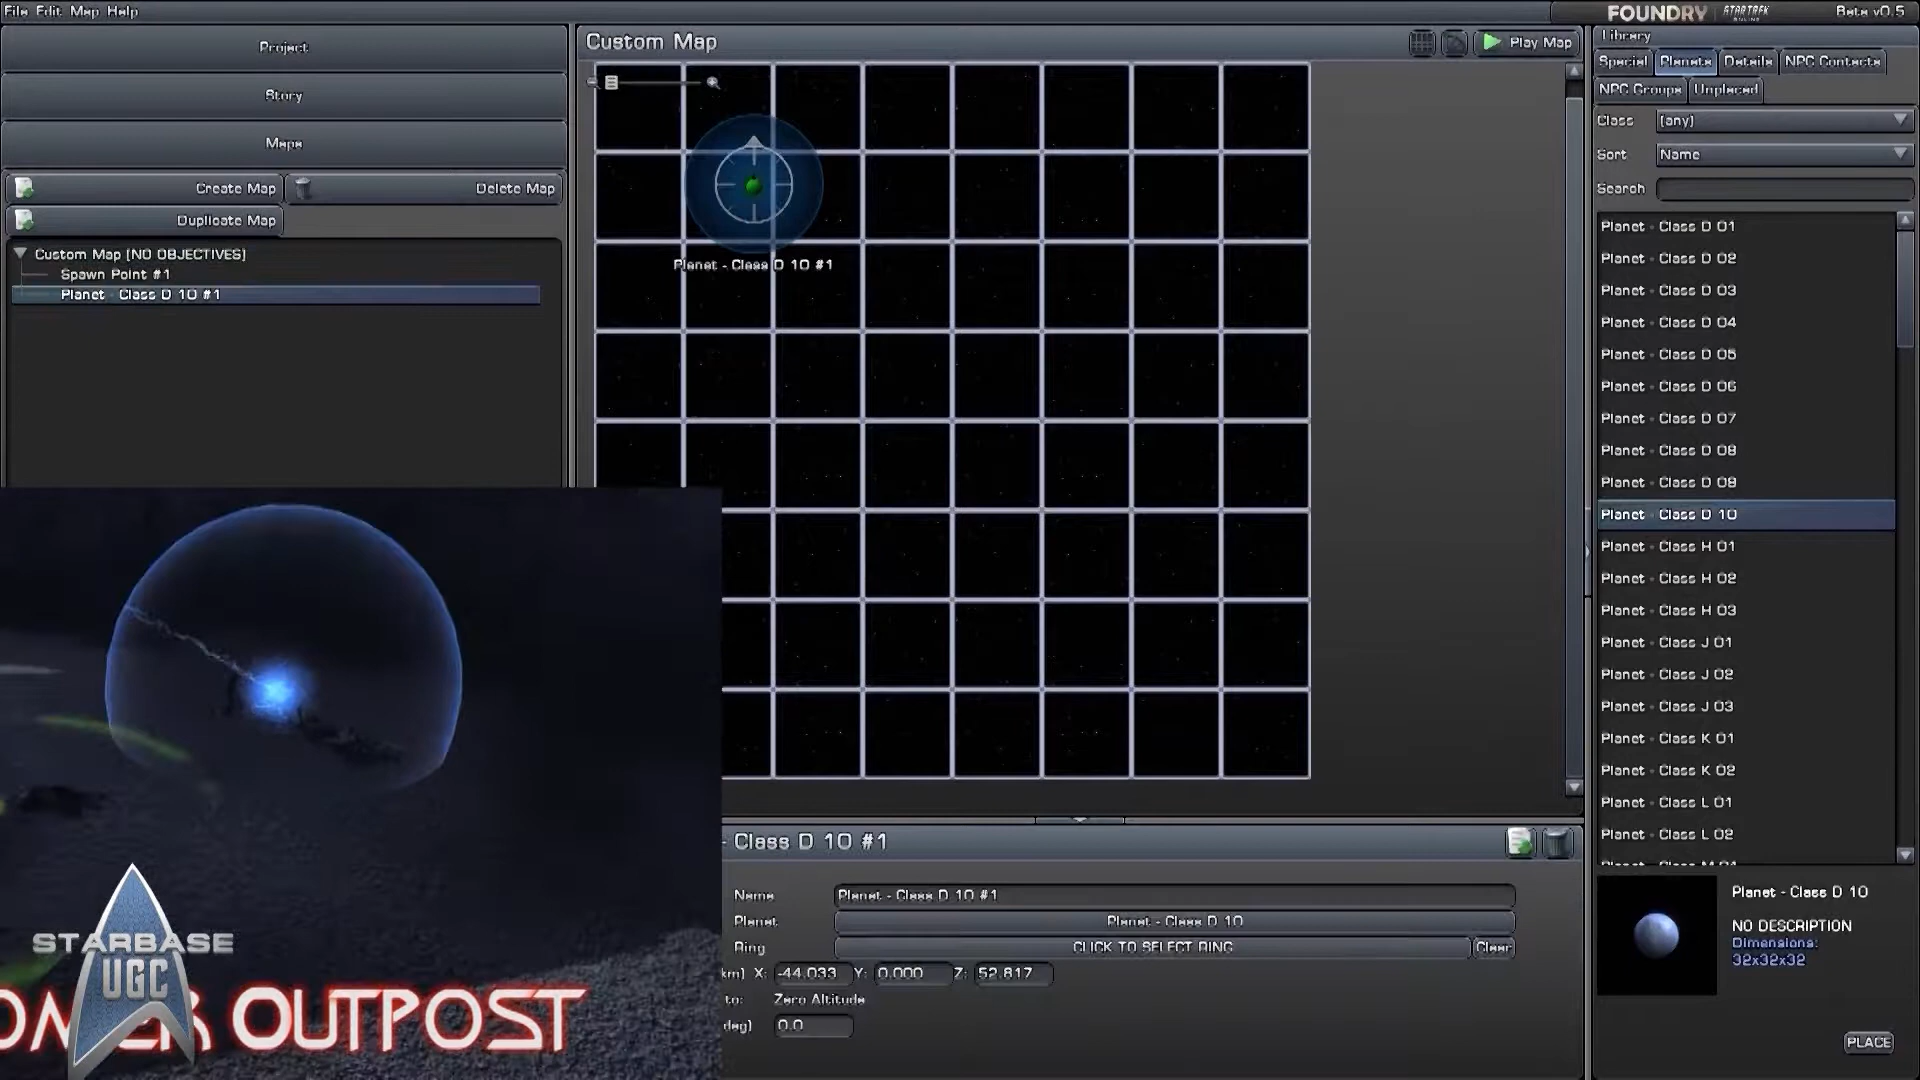 File Edit Map Help
FOUNDRY STAR TREK ONLINE Beta v0.5
Project
Story
Maps
Create Map Delete Map
Duplicate Map
Custom Map (NO OBJECTIVES)
Spawn Point #1
Planet - Class D 10 #1
Custom Map
Play Map
Planet - Class D 10 #1
- Class D 10 #1
Name Planet - Class D 10 #1
Planet Planet - Class D 10
Ring CLICK TO SELECT RING Clear
km) X: -44.033 Y: 0.000 Z: 52.817
to: Zero Altitude
deg) 0.0
Library
Special Planets Details NPC Contacts
NPC Groups Unplaced
Class (any)
Sort Name
Search
Planet - Class D 01
Planet - Class D 02
Planet - Class D 03
Planet - Class D 04
Planet - Class D 05
Planet - Class D 06
Planet - Class D 07
Planet - Class D 08
Planet - Class D 09
Planet - Class D 10
Planet - Class H 01
Planet - Class H 02
Planet - Class H 03
Planet - Class J 01
Planet - Class J 02
Planet - Class J 03
Planet - Class K 01
Planet - Class K 02
Planet - Class L 01
Planet - Class L 02
Planet - Class D 10
NO DESCRIPTION
Dimensions:
32x32x32
PLACE
STARBASE
UGC
OUTPOST